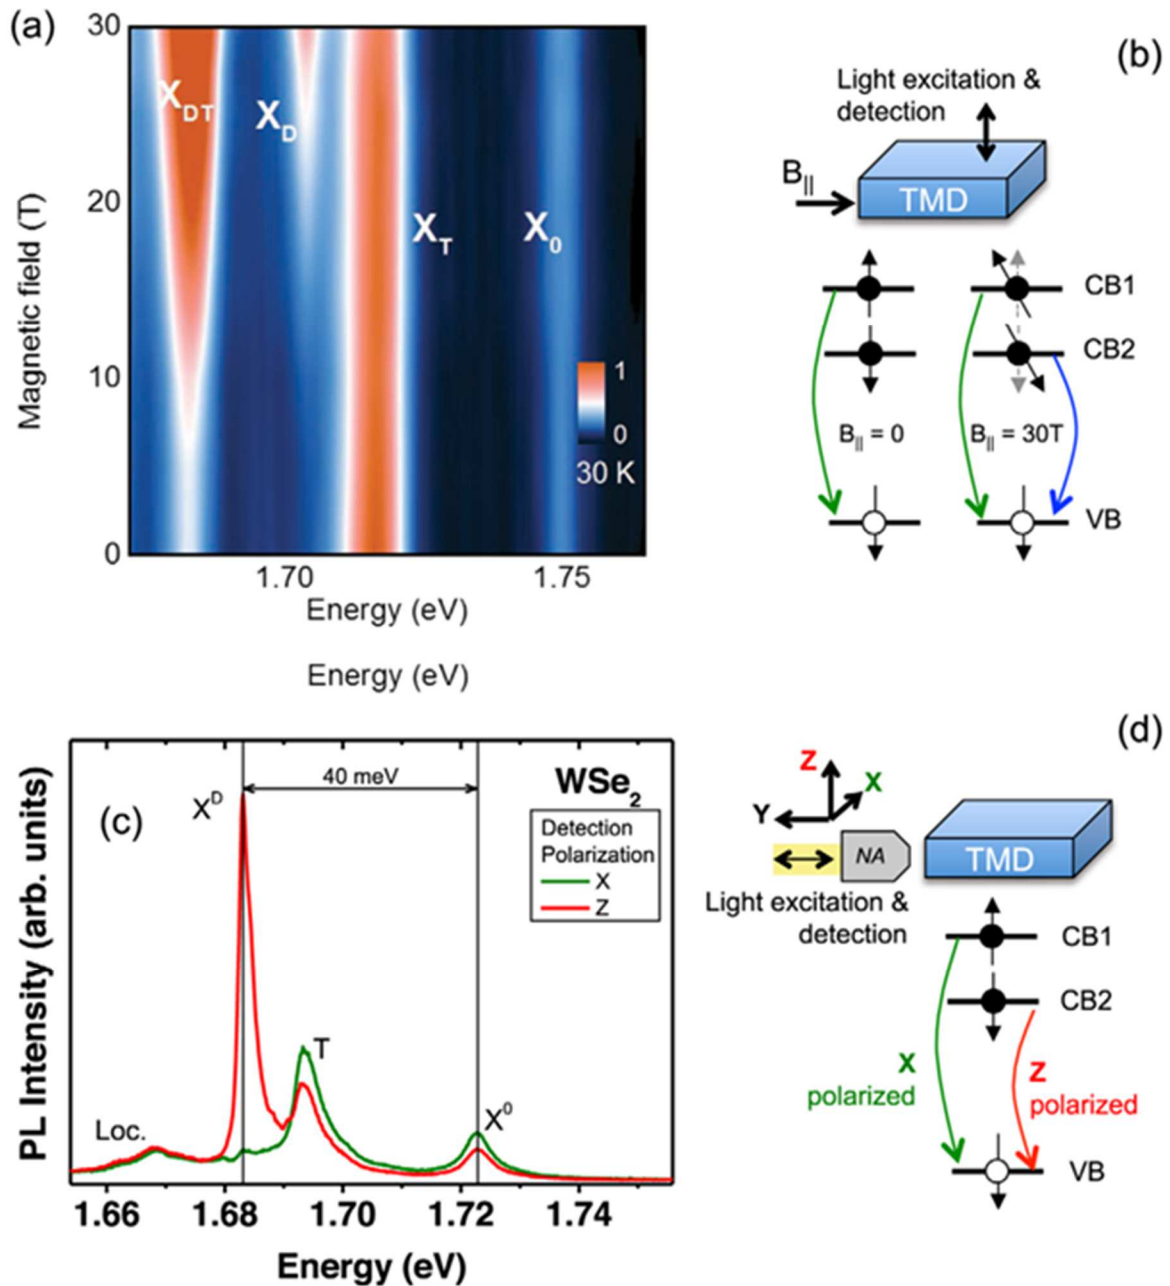 (a)
30
20
10
0
Magnetic field (T)
X_DT
X_D
X_T
X_0
1
0
30 K
1.70
1.75
Energy (eV)
Energy (eV)
(b)
Light excitation &
detection
B_||
TMD
CB1
CB2
B_|| = 0
B_|| = 30T
VB
(c)
PL Intensity (arb. units)
X^D
40 meV
WSe_2
Detection
Polarization
X
Z
Loc.
T
X^0
1.66
1.68
1.70
1.72
1.74
Energy (eV)
(d)
Z
X
Y
NA
TMD
Light excitation &
detection
CB1
CB2
X
polarized
Z
polarized
VB